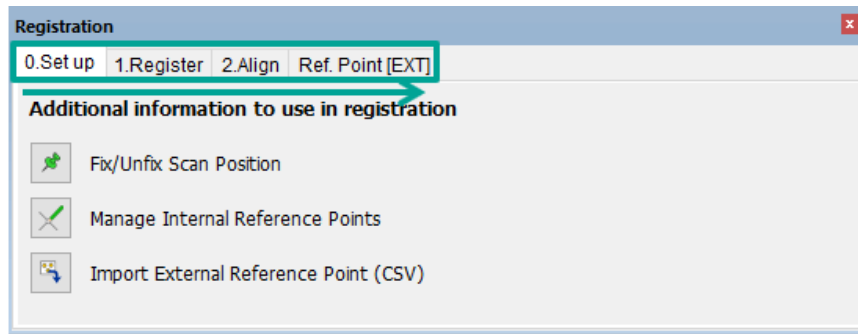 Registration
0.Set up 1.Register 2.Align Ref. Point [EXT]
Additional information to use in registration
Fix/Unfix Scan Position
Manage Internal Reference Points
Import External Reference Point (CSV)